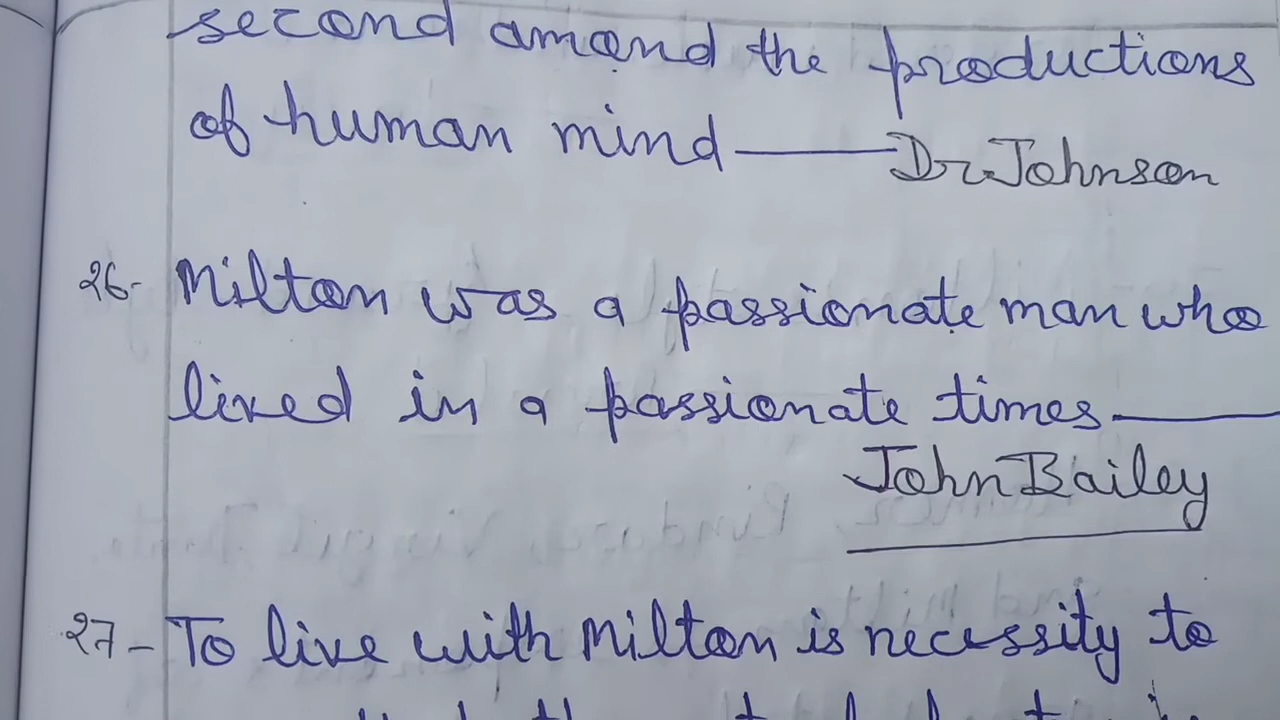 second amond the productions
of human mind — Dr. Johnson
26- Milton was a passionate man who
lived in a passionate times —
John Bailey
27- To live with Milton is necessity to